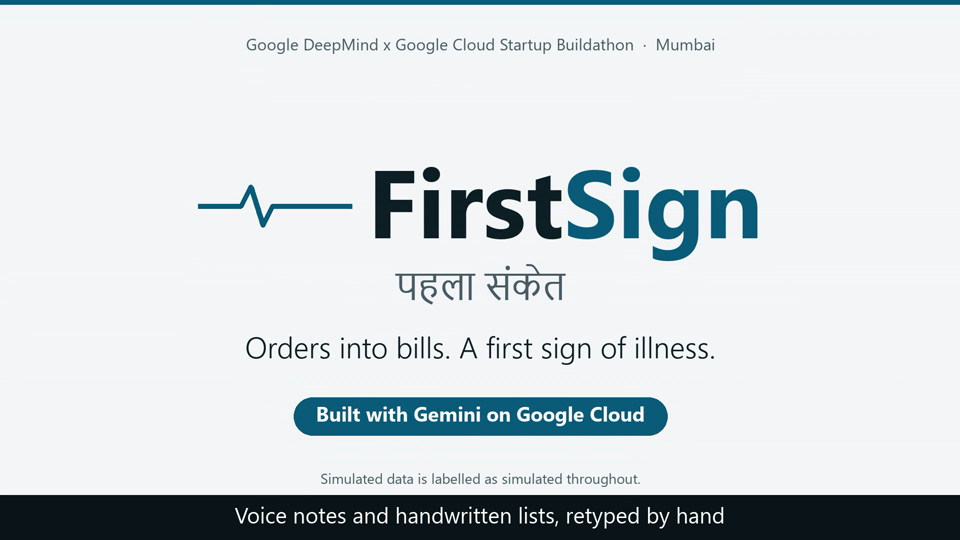 Google DeepMind x Google Cloud Startup Buildathon · Mumbai
FirstSign
पहला संकेत
Orders into bills. A first sign of illness.
Built with Gemini on Google Cloud
Simulated data is labelled as simulated throughout.
Voice notes and handwritten lists, retyped by hand